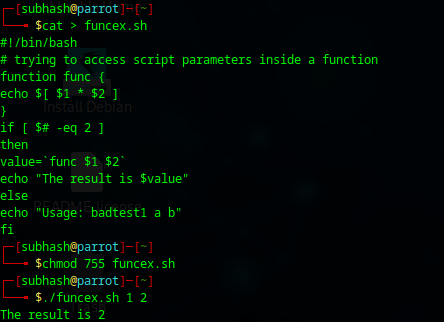 ┌─[subhash@parrot]─[~]
└──╼ $cat > funcex.sh
#!/bin/bash
# trying to access script parameters inside a function
function func {
echo $[ $1 * $2 ]
Install Debian
}
if [ $# -eq 2 ]
then
value=`func $1 $2`
echo "The result is $value"
else
echo "Usage: badtest1 a b"
README.license
fi
┌─[subhash@parrot]─[~]
└──╼ $chmod 755 funcex.sh
┌─[subhash@parrot]─[~]
└──╼ $./funcex.sh 1 2
Trash
The result is 2